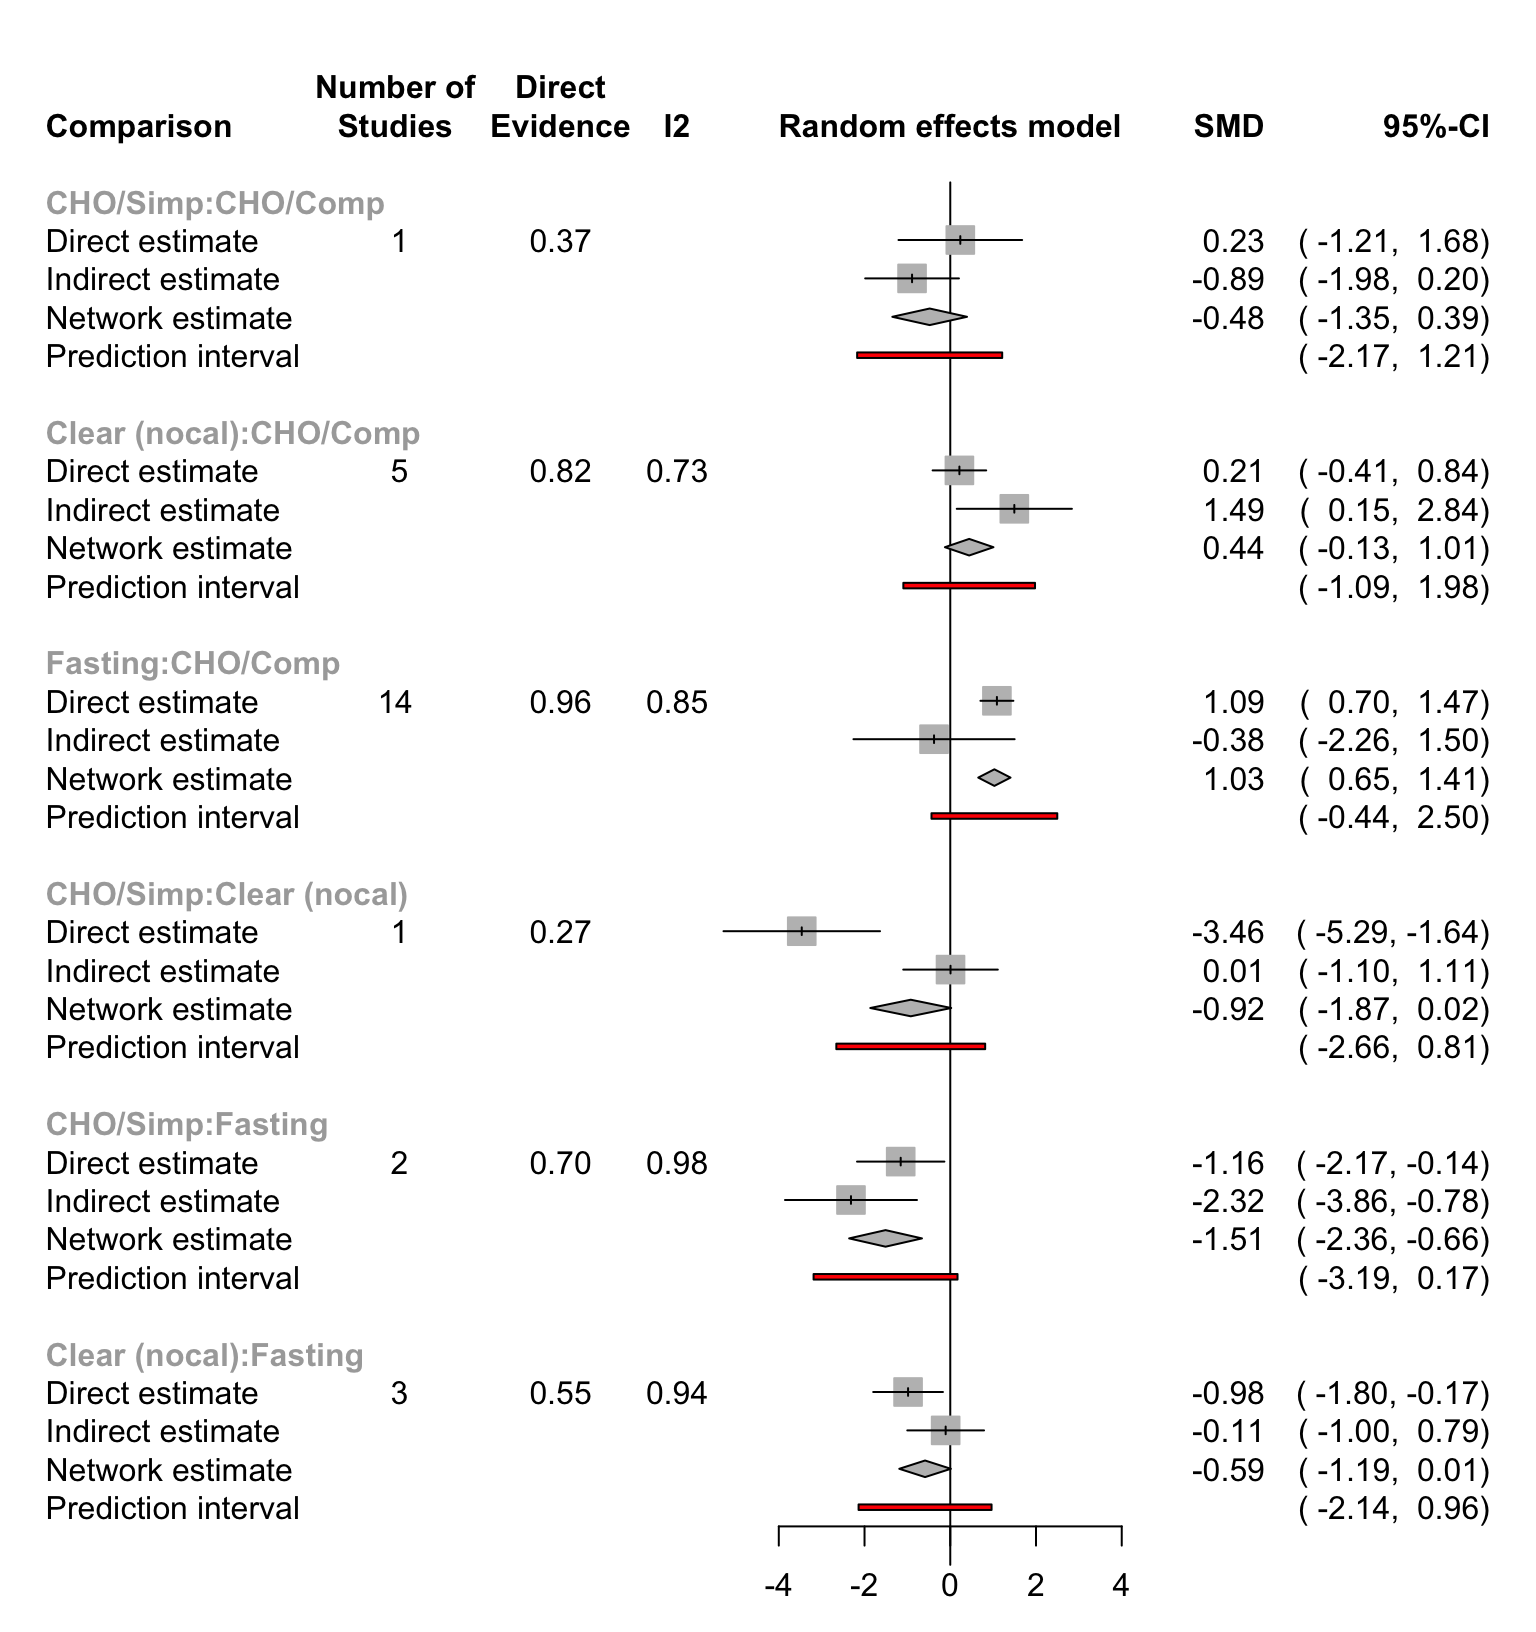 Number of Direct
Comparison Studies Evidence I2 Random effects model SMD 95%-CI
CHO/Simp:CHO/Comp
Direct estimate 1 0.37 0.23 ( -1.21, 1.68)
Indirect estimate -0.89 ( -1.98, 0.20)
Network estimate -0.48 ( -1.35, 0.39)
Prediction interval ( -2.17, 1.21)
Clear (nocal):CHO/Comp
Direct estimate 5 0.82 0.73 0.21 ( -0.41, 0.84)
Indirect estimate 1.49 ( 0.15, 2.84)
Network estimate 0.44 ( -0.13, 1.01)
Prediction interval ( -1.09, 1.98)
Fasting:CHO/Comp
Direct estimate 14 0.96 0.85 1.09 ( 0.70, 1.47)
Indirect estimate -0.38 ( -2.26, 1.50)
Network estimate 1.03 ( 0.65, 1.41)
Prediction interval ( -0.44, 2.50)
CHO/Simp:Clear (nocal)
Direct estimate 1 0.27 -3.46 ( -5.29, -1.64)
Indirect estimate 0.01 ( -1.10, 1.11)
Network estimate -0.92 ( -1.87, 0.02)
Prediction interval ( -2.66, 0.81)
CHO/Simp:Fasting
Direct estimate 2 0.70 0.98 -1.16 ( -2.17, -0.14)
Indirect estimate -2.32 ( -3.86, -0.78)
Network estimate -1.51 ( -2.36, -0.66)
Prediction interval ( -3.19, 0.17)
Clear (nocal):Fasting
Direct estimate 3 0.55 0.94 -0.98 ( -1.80, -0.17)
Indirect estimate -0.11 ( -1.00, 0.79)
Network estimate -0.59 ( -1.19, 0.01)
Prediction interval ( -2.14, 0.96)
-4 -2 0 2 4